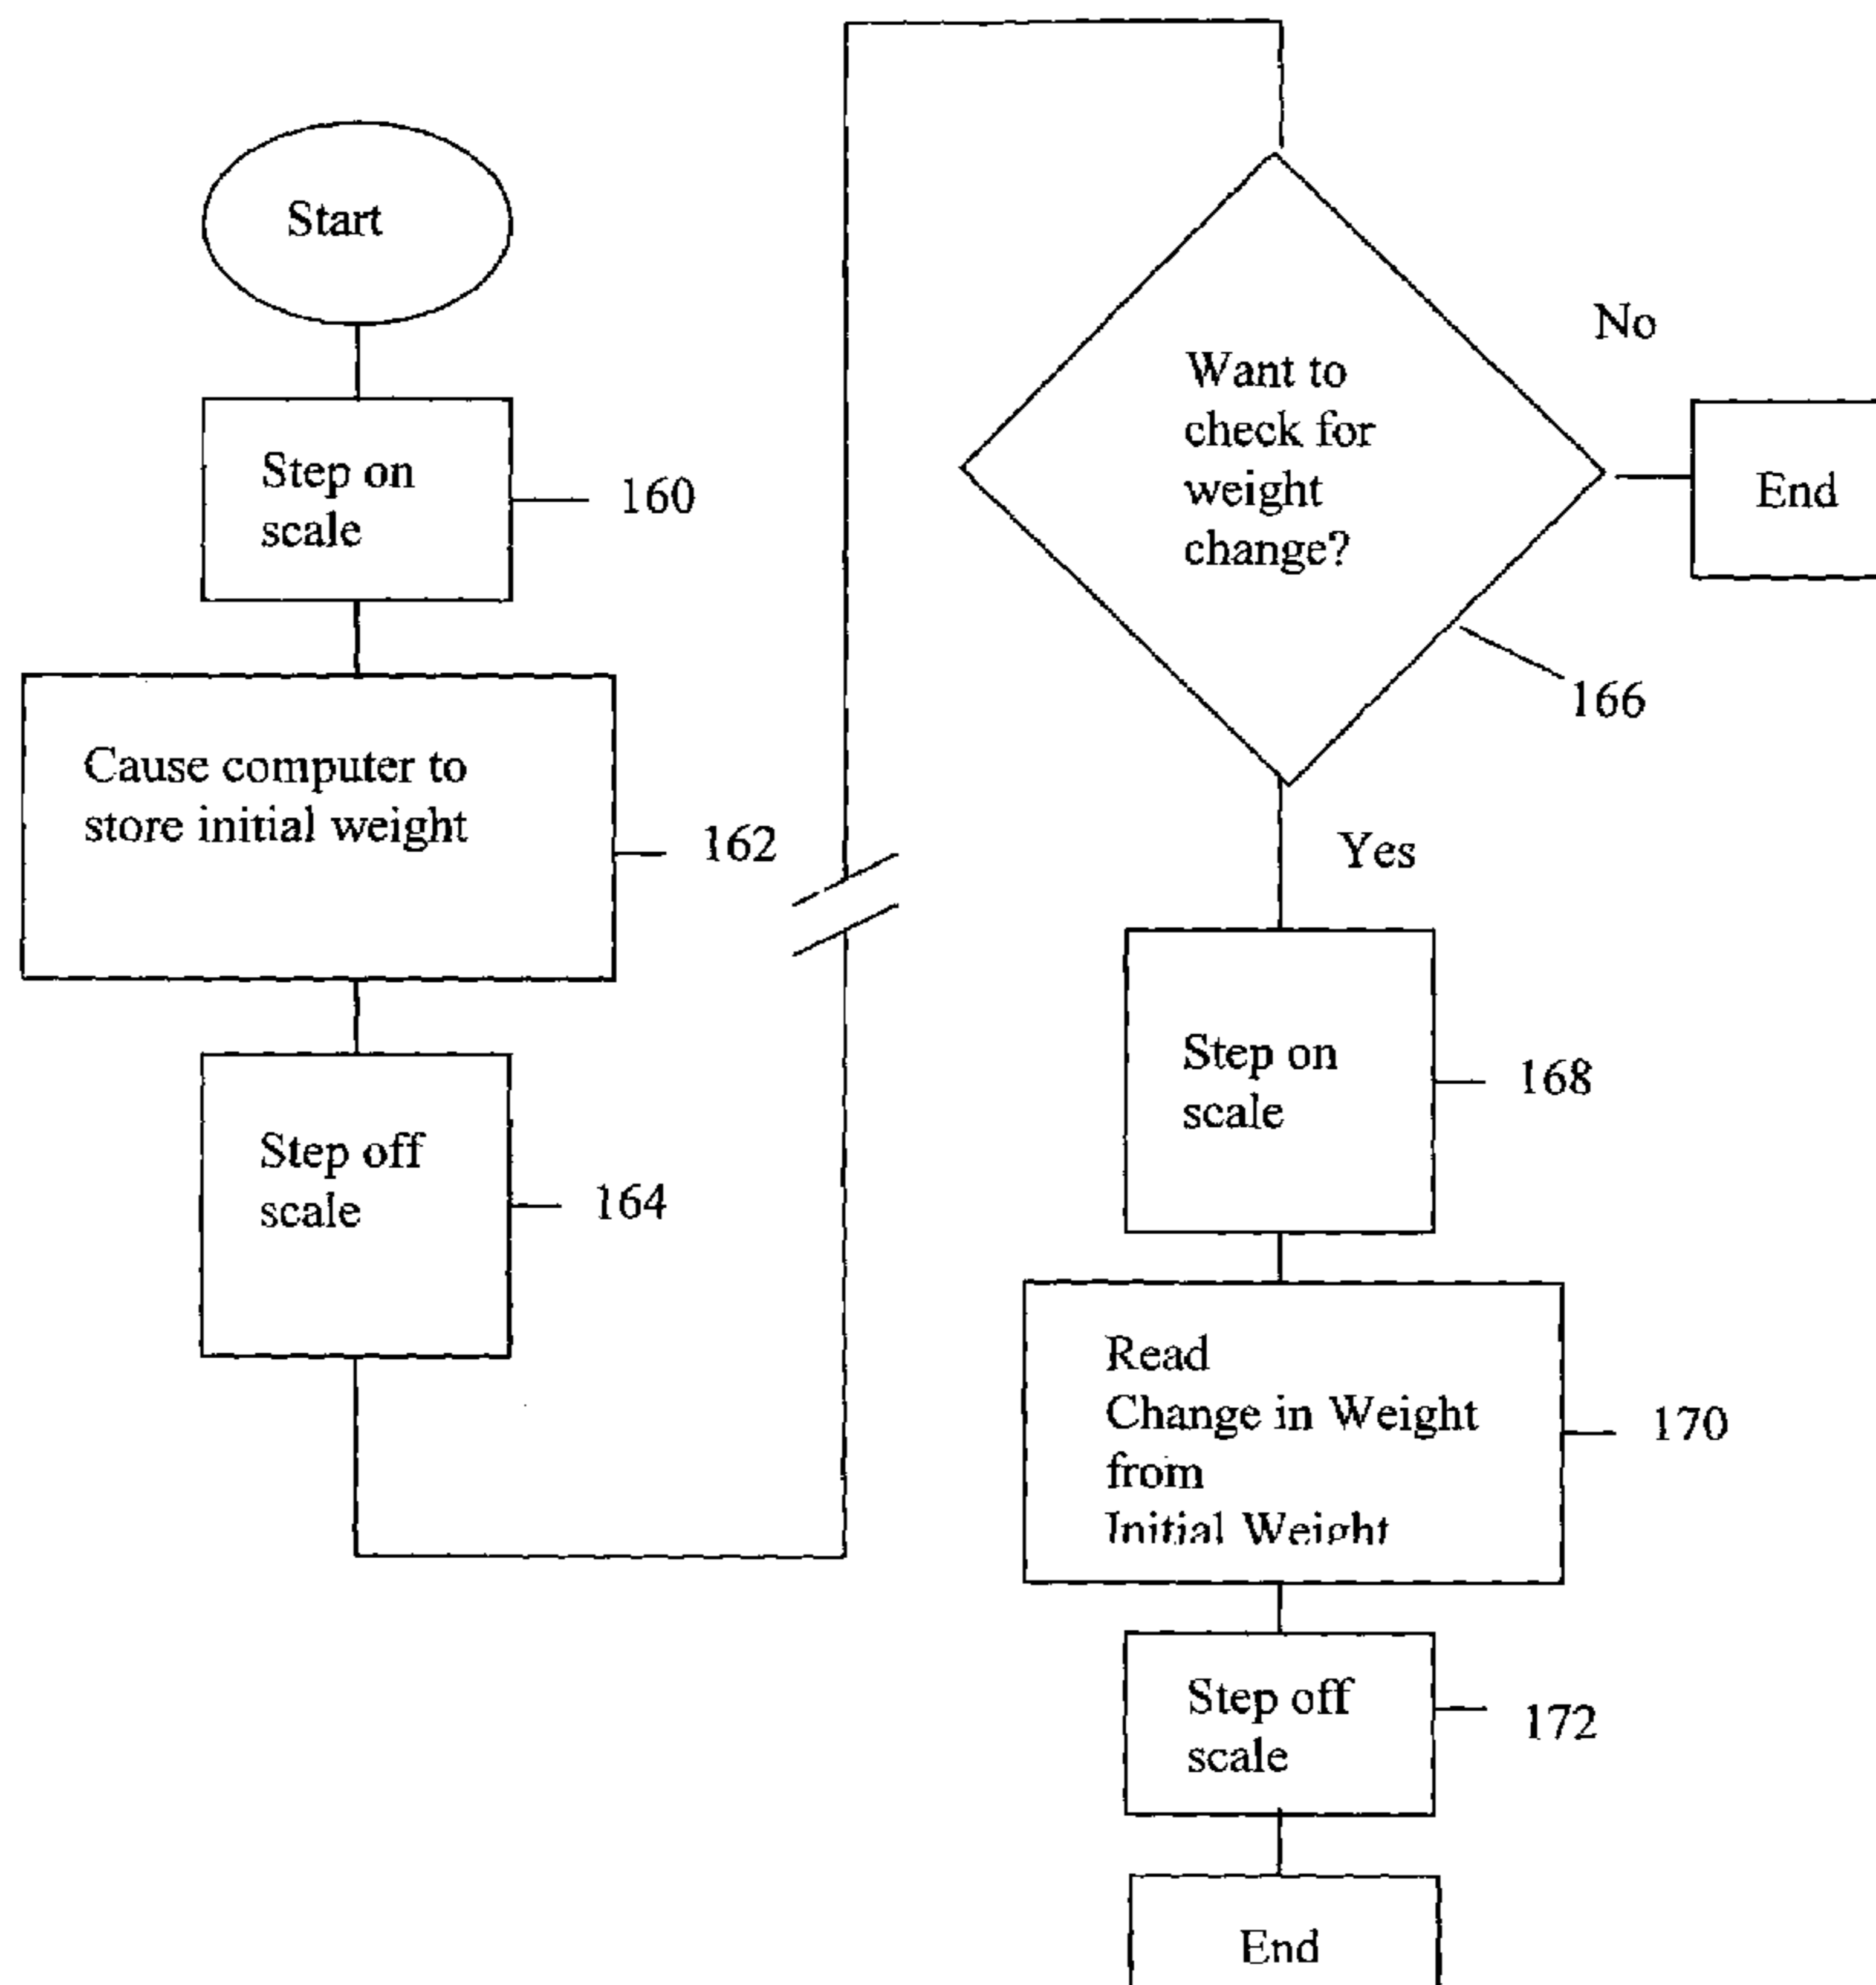 Start
Step on
scale
160
Cause computer to
store initial weight
162
Step off
scale
164
Want to
check for
weight
change?
No
End
166
Yes
Step on
scale
168
Read
Change in Weight
from
Initial Weight
170
Step off
scale
172
End